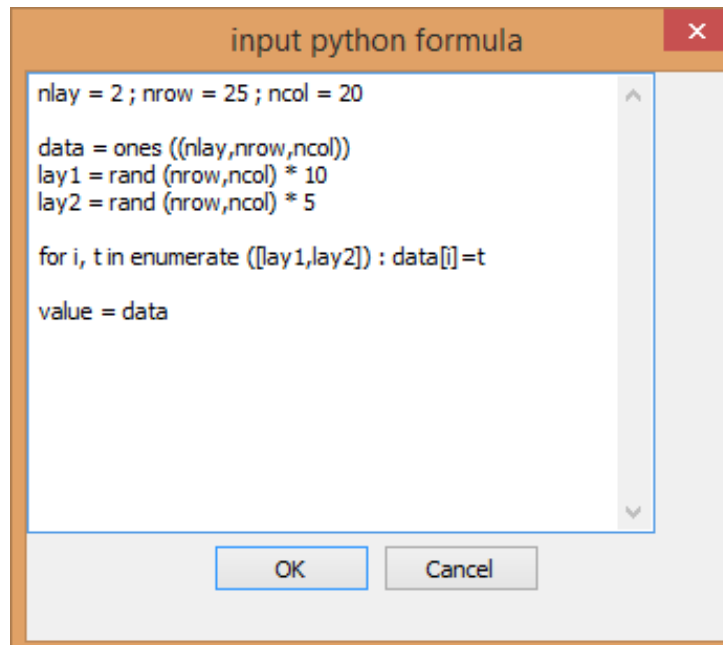 input python formula
nlay = 2 ; nrow = 25 ; ncol = 20
data = ones ((nlay,nrow,ncol))
lay1 = rand (nrow,ncol) * 10
lay2 = rand (nrow,ncol) * 5
for i, t in enumerate ([lay1,lay2]) : data[i]=t
value = data
OK Cancel